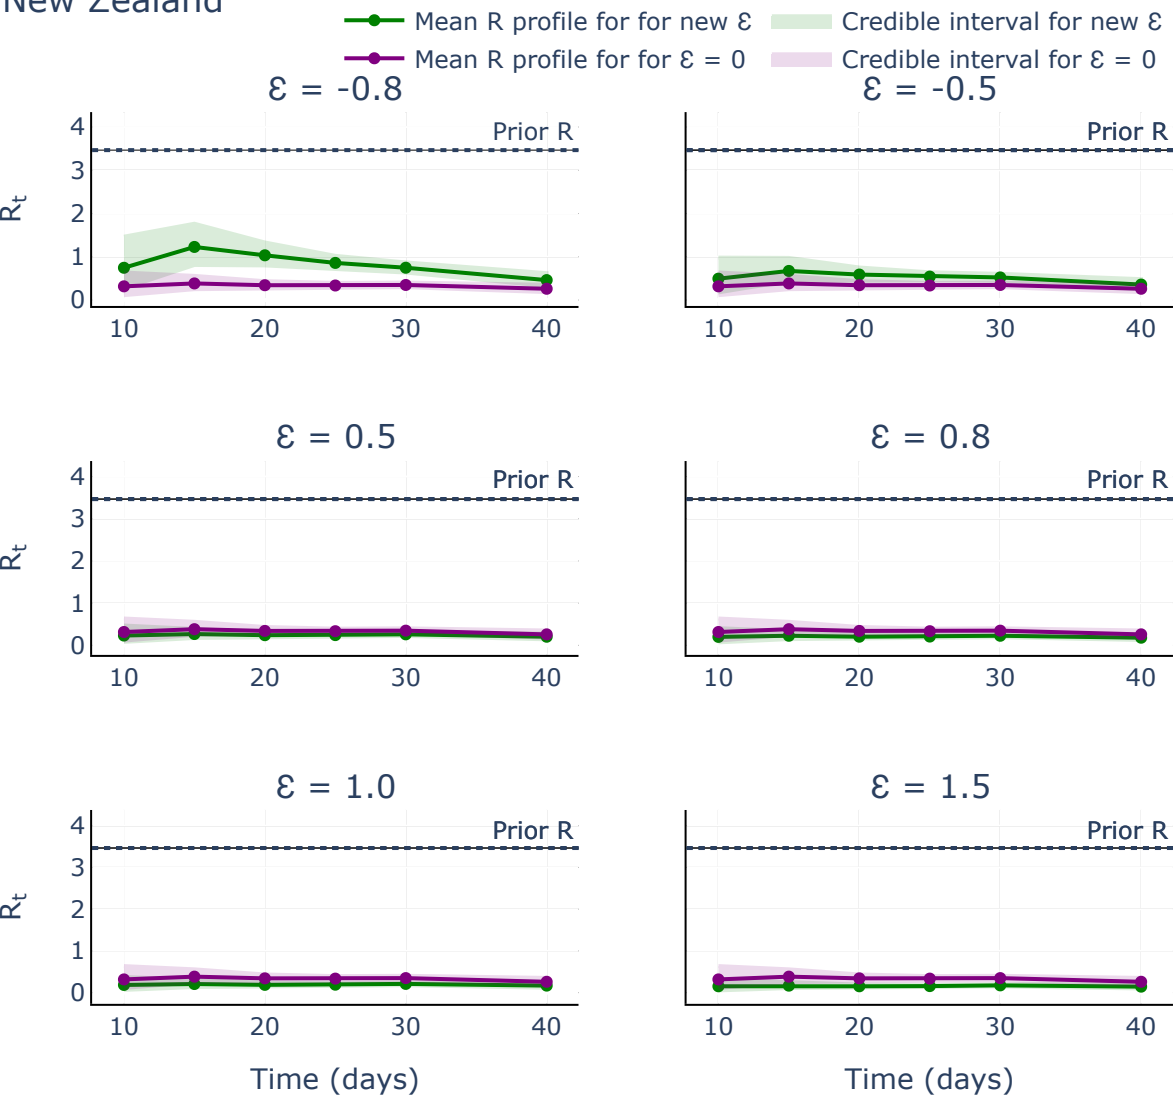 New Zealand
Mean R profile for for new ε
Credible interval for new ε
Mean R profile for for ε = 0
Credible interval for ε = 0
ε = -0.8
ε = -0.5
4
3
2
1
0
Rt
Prior R
Prior R
10 20 30 40
10 20 30 40
ε = 0.5
ε = 0.8
4
3
2
1
0
Rt
Prior R
Prior R
10 20 30 40
10 20 30 40
ε = 1.0
ε = 1.5
4
3
2
1
0
Rt
Prior R
Prior R
10 20 30 40
10 20 30 40
Time (days)
Time (days)